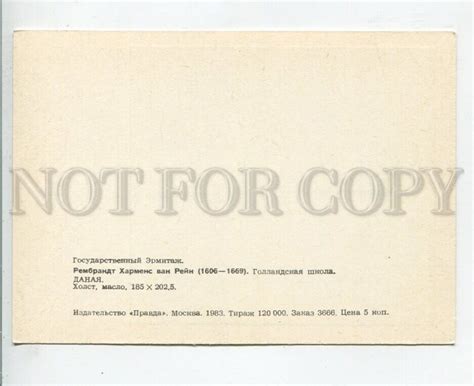 NOT FOR COPY
Государственный Эрмитаж.
Рембрандт Харменс ван Рейн (1606—1669). Голландская школа.
ДАНАЯ.
Холст, масло, 185 × 202,5.
Издательство «Правда». Москва. 1983. Тираж 120 000. Заказ 3666. Цена 5 коп.